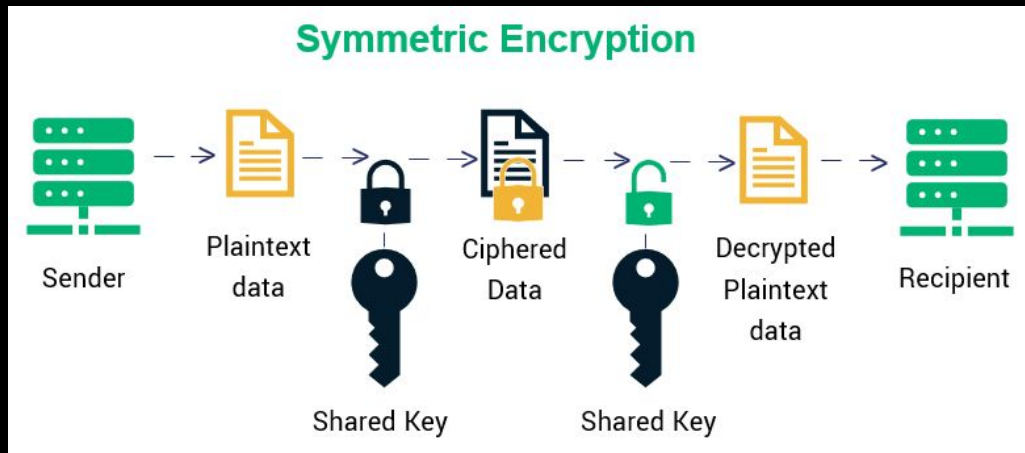 Symmetric Encryption
Sender
Plaintext
data
Shared Key
Ciphered
Data
Shared Key
Decrypted
Plaintext
data
Recipient